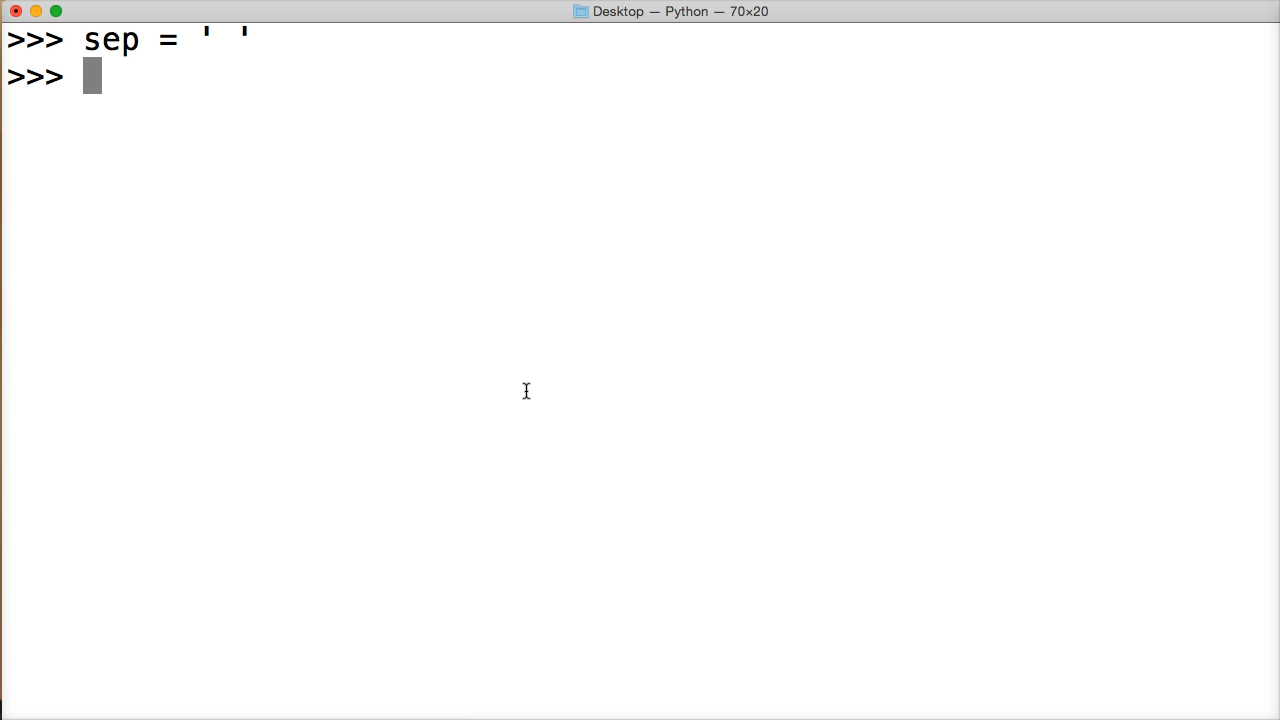 Desktop — Python — 70×20
>>> sep = ' '
>>>